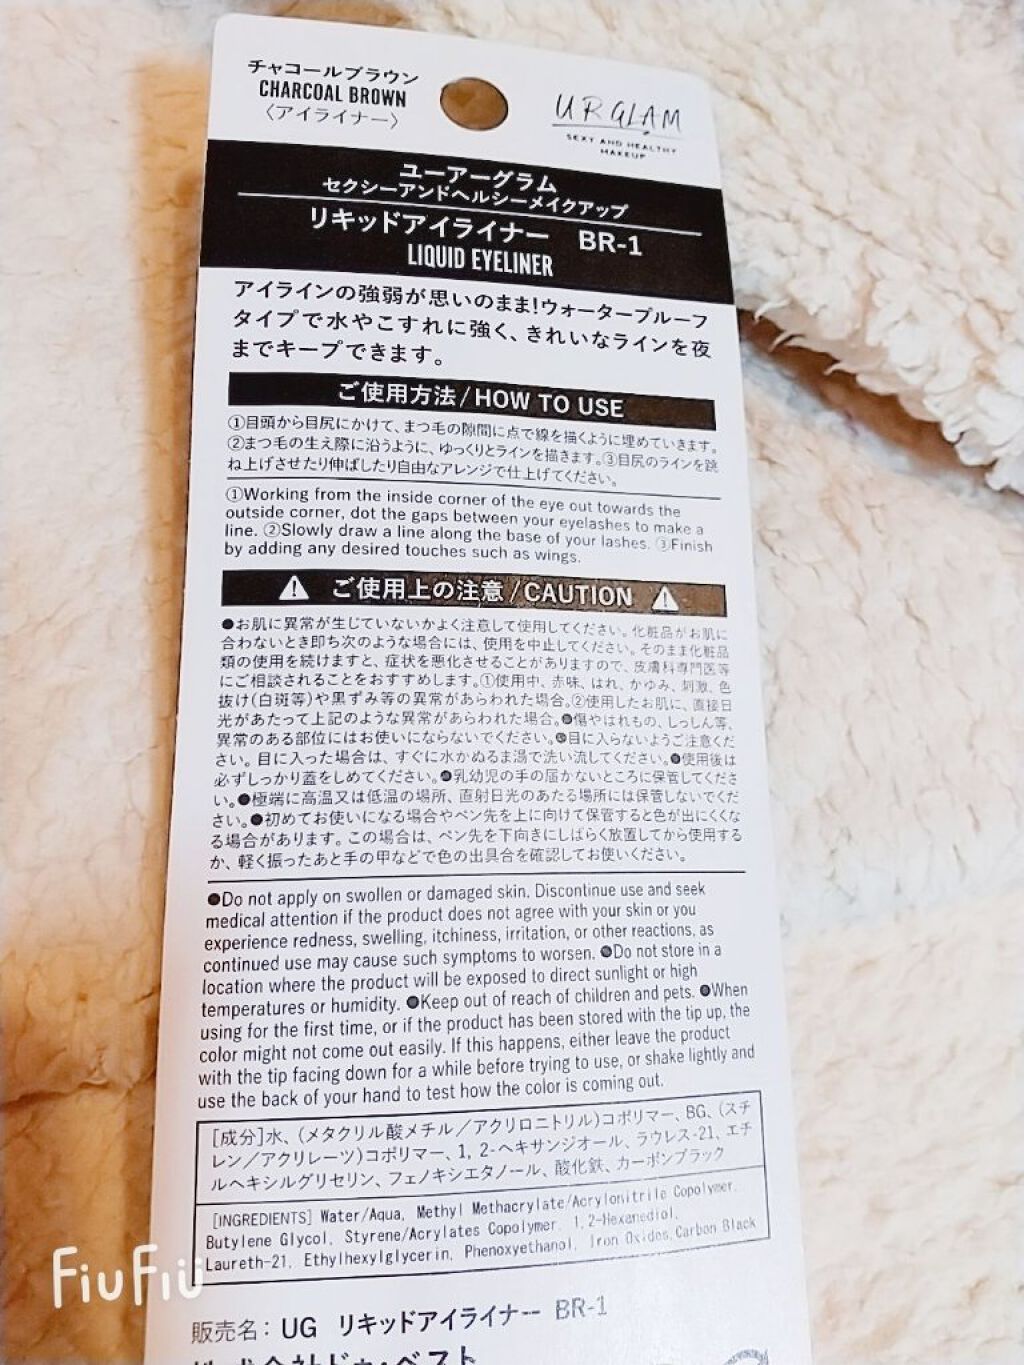 チャコールブラウン
CHARCOAL BROWN
〈アイライナー〉
URGLAM
SEXY AND HEALTHY
MAKEUP
ユーアーグラム
セクシーアンドヘルシーメイクアップ
リキッドアイライナー BR-1
LIQUID EYELINER
アイラインの強弱が思いのまま!ウォータープルーフ
タイプで水やこすれに強く、きれいなラインを夜
までキープできます。
ご使用方法/HOW TO USE
①目頭から目尻にかけて、まつ毛の隙間に点で線を描くように埋めていきます。
②まつ毛の生え際に沿うように、ゆっくりとラインを描きます。③目尻のラインを跳
ね上げさせたり伸ばしたり自由なアレンジで仕上げてください。
①Working from the inside corner of the eye out towards the
outside corner, dot the gaps between your eyelashes to make a
line. ②Slowly draw a line along the base of your lashes. ③Finish
by adding any desired touches such as wings.
ご使用上の注意/CAUTION
●お肌に異常が生じていないかよく注意して使用してください。化粧品がお肌に
合わないとき即ち次のような場合には、使用を中止してください。そのまま化粧品
類の使用を続けますと、症状を悪化させることがありますので、皮膚科専門医等
にご相談されることをおすすめします。①使用中、赤味、はれ、かゆみ、刺激、色
抜け(白斑等)や黒ずみ等の異常があらわれた場合。②使用したお肌に、直接日
光があたって上記のような異常があらわれた場合。●傷やはれもの、しっしん等、
異常のある部位にはお使いにならないでください。●目に入らないようご注意くだ
さい。目に入った場合は、すぐに水かぬるま湯で洗い流してください。●使用後は
必ずしっかり蓋をしめてください。●乳幼児の手の届かないところに保管してくださ
い。●極端に高温又は低温の場所、直射日光のあたる場所には保管しないでくだ
さい。●初めてお使いになる場合やペン先を上に向けて保管すると色が出にくくな
る場合があります。この場合は、ペン先を下向きにしばらく放置してから使用する
か、軽く振ったあと手の甲などで色の出具合を確認してお使いください。
●Do not apply on swollen or damaged skin. Discontinue use and seek
medical attention if the product does not agree with your skin or you
experience redness, swelling, itchiness, irritation, or other reactions, as
continued use may cause such symptoms to worsen. ●Do not store in a
location where the product will be exposed to direct sunlight or high
temperatures or humidity. ●Keep out of reach of children and pets. ●When
using for the first time, or if the product has been stored with the tip up, the
color might not come out easily. If this happens, either leave the product
with the tip facing down for a while before trying to use, or shake lightly and
use the back of your hand to test how the color is coming out.
[成分]水、(メタクリル酸メチル/アクリロニトリル)コポリマー、BG、(スチ
レン/アクリレーツ)コポリマー、1,2-ヘキサンジオール、ラウレス-21、エチ
ルヘキシルグリセリン、フェノキシエタノール、酸化鉄、カーボンブラック
[INGREDIENTS] Water/Aqua, Methyl Methacrylate/Acrylonitrile Copolymer,
Butylene Glycol, Styrene/Acrylates Copolymer, 1,2-Hexanediol,
Laureth-21, Ethylhexylglycerin, Phenoxyethanol, Iron Oxides, Carbon Black
FiuFiu
販売名: UG リキッドアイライナー BR-1
株式会社ドゥ・ベスト